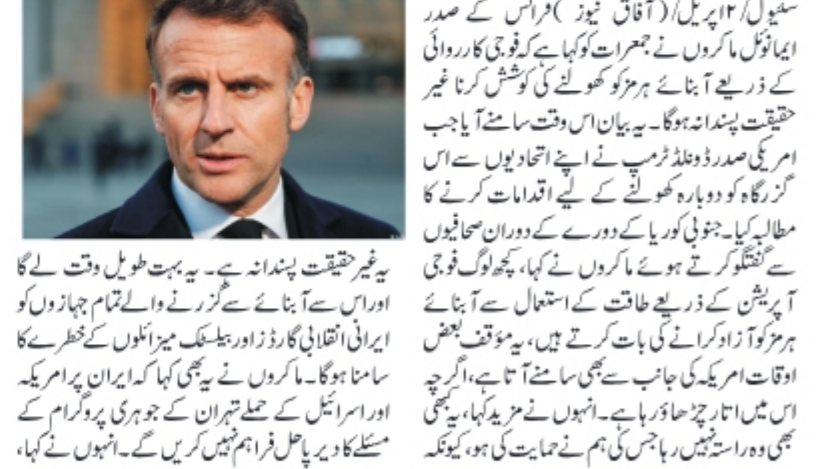 سئیول/۲اپریل/(آفاق نیوز)فرانس کے صدر
ایمانوئل ماکروں نے جمعرات کو کہا ہے کہ فوجی کارروائی
کے ذریعے آبنائے ہرمز کو کھولنے کی کوشش کرنا غیر
حقیقت پسندانہ ہوگا۔ یہ بیان اس وقت سامنے آیا جب
امریکی صدر ڈونلڈ ٹرمپ نے اپنے اتحادیوں سے اس
گزرگاہ کو دوبارہ کھولنے کے لیے اقدامات کرنے کا
مطالبہ کیا۔ جنوبی کوریا کے دورے کے دوران صحافیوں
سے گفتگو کرتے ہوئے ماکروں نے کہا، کچھ لوگ فوجی
آپریشن کے ذریعے طاقت کے استعمال سے آبنائے
ہرمز کو آزاد کرانے کی بات کرتے ہیں، یہ مؤقف بعض
اوقات امریکہ کی جانب سے بھی سامنے آتا ہے، اگرچہ
اس میں اتار چڑھاؤ رہا ہے۔ انہوں نے مزید کہا، یہ کبھی
بھی وہ راستہ نہیں رہا جس کی ہم نے حمایت کی ہو، کیونکہ
یہ غیر حقیقت پسندانہ ہے۔ یہ بہت طویل وقت لے گا
اور اس سے آبنائے سے گزرنے والے تمام جہازوں کو
ایرانی انقلابی گارڈز اور بیلسٹک میزائلوں کے خطرے کا
سامنا ہوگا۔ ماکروں نے یہ بھی کہا کہ ایران پر امریکہ
اور اسرائیل کے حملے تہران کے جوہری پروگرام کے
مسئلے کا دیرپا حل فراہم نہیں کریں گے۔ انہوں نے کہا،